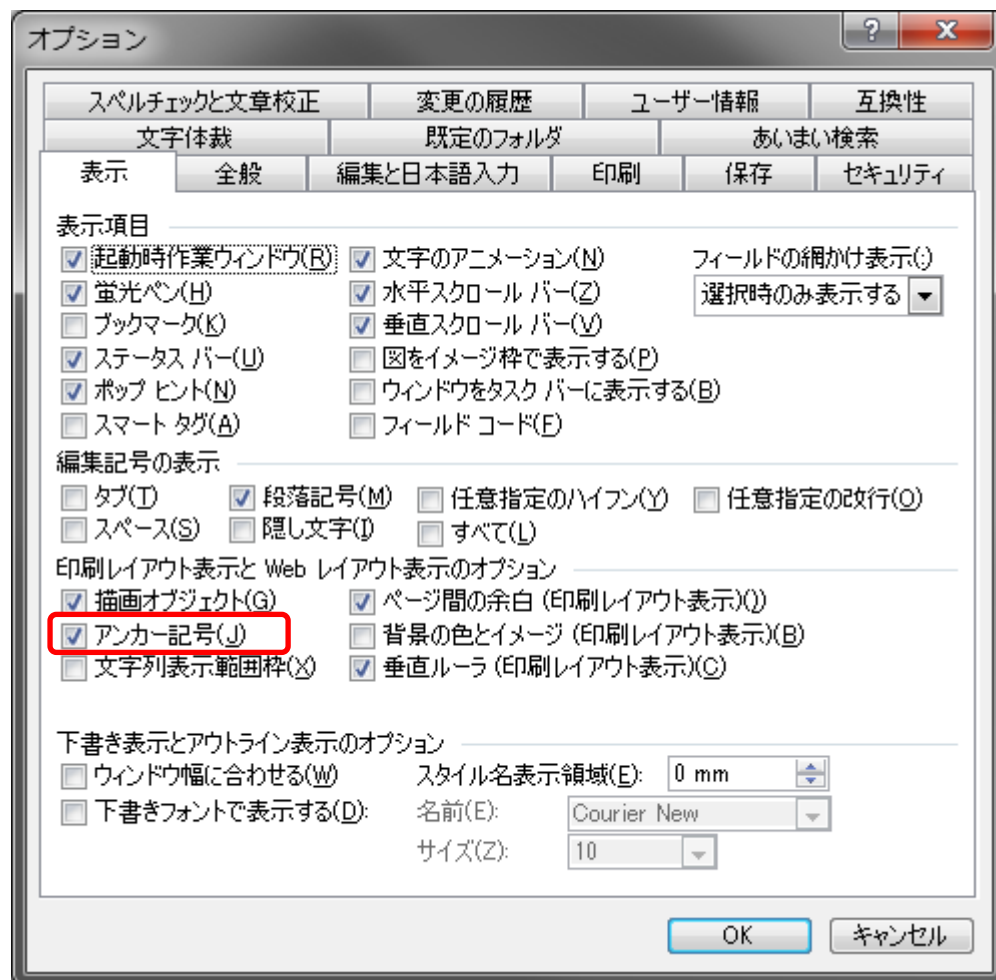 オプション
スペルチェックと文章校正 変更の履歴 ユーザー情報 互換性
文字体裁 既定のフォルダ あいまい検索
表示 全般 編集と日本語入力 印刷 保存 セキュリティ
表示項目
起動時作業ウィンドウ(R) 文字のアニメーション(N) フィールドの網かけ表示(:)
蛍光ペン(H) 水平スクロール バー(Z) 選択時のみ表示する
ブックマーク(K) 垂直スクロール バー(V)
ステータス バー(U) 図をイメージ枠で表示する(P)
ポップ ヒント(N) ウィンドウをタスク バーに表示する(B)
スマート タグ(A) フィールド コード(F)
編集記号の表示
タブ(T) 段落記号(M) 任意指定のハイフン(Y) 任意指定の改行(O)
スペース(S) 隠し文字(I) すべて(L)
印刷レイアウト表示と Web レイアウト表示のオプション
描画オブジェクト(G) ページ間の余白 (印刷レイアウト表示)())
アンカー記号(J) 背景の色とイメージ (印刷レイアウト表示)(B)
文字列表示範囲枠(X) 垂直ルーラ (印刷レイアウト表示)(C)
下書き表示とアウトライン表示のオプション
ウィンドウ幅に合わせる(W) スタイル名表示領域(E): 0 mm
下書きフォントで表示する(D): 名前(E): Courier New
サイズ(Z): 10
OK キャンセル